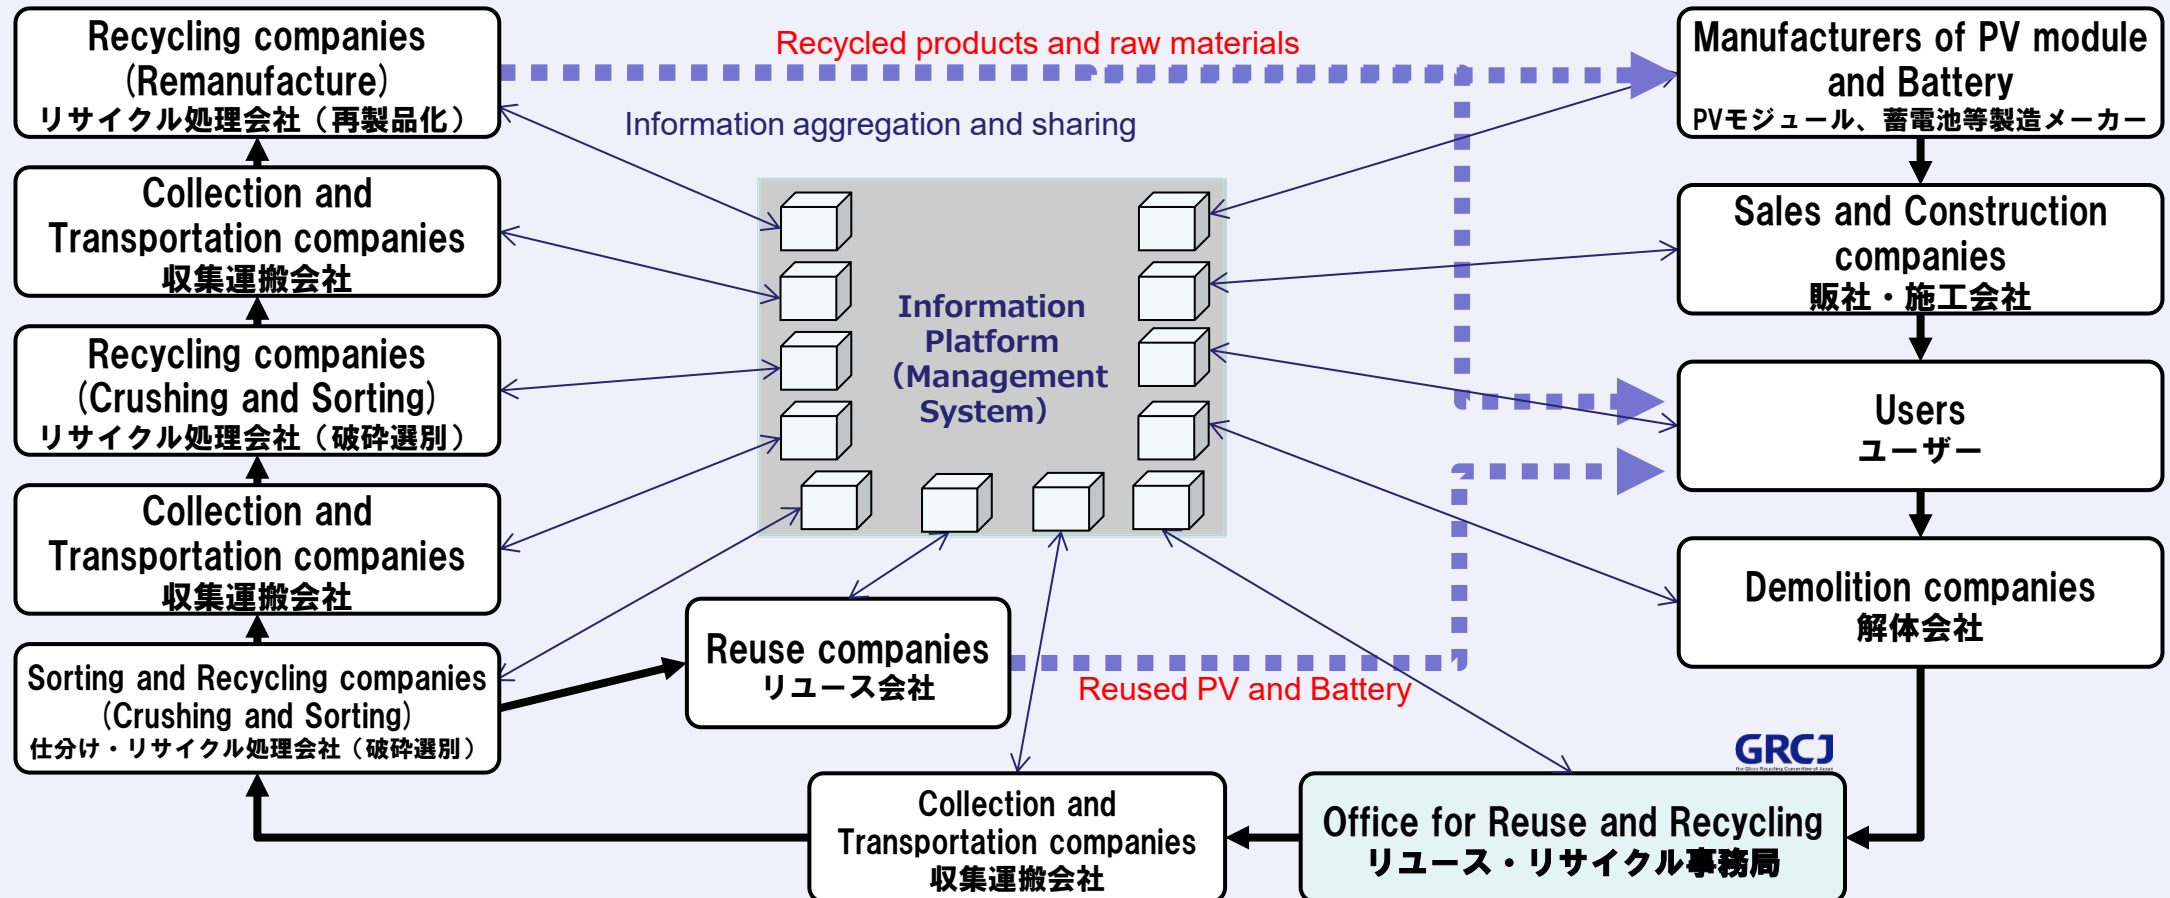 Recycling companies
(Remanufacture)
リサイクル処理会社（再製品化）
Recycled products and raw materials
Manufacturers of PV module
and Battery
PVモジュール、蓄電池等製造メーカー
Information aggregation and sharing
Collection and
Transportation companies
収集運搬会社
Sales and Construction
companies
販社・施工会社
Information
Platform
（Management
System）
Recycling companies
(Crushing and Sorting)
リサイクル処理会社（破砕選別）
Users
ユーザー
Collection and
Transportation companies
収集運搬会社
Demolition companies
解体会社
Sorting and Recycling companies
(Crushing and Sorting)
仕分け・リサイクル処理会社（破砕選別）
Reuse companies
リユース会社
Reused PV and Battery
GRCJ
the Glass Recycling Committee of Japan
Collection and
Transportation companies
収集運搬会社
Office for Reuse and Recycling
リユース・リサイクル事務局